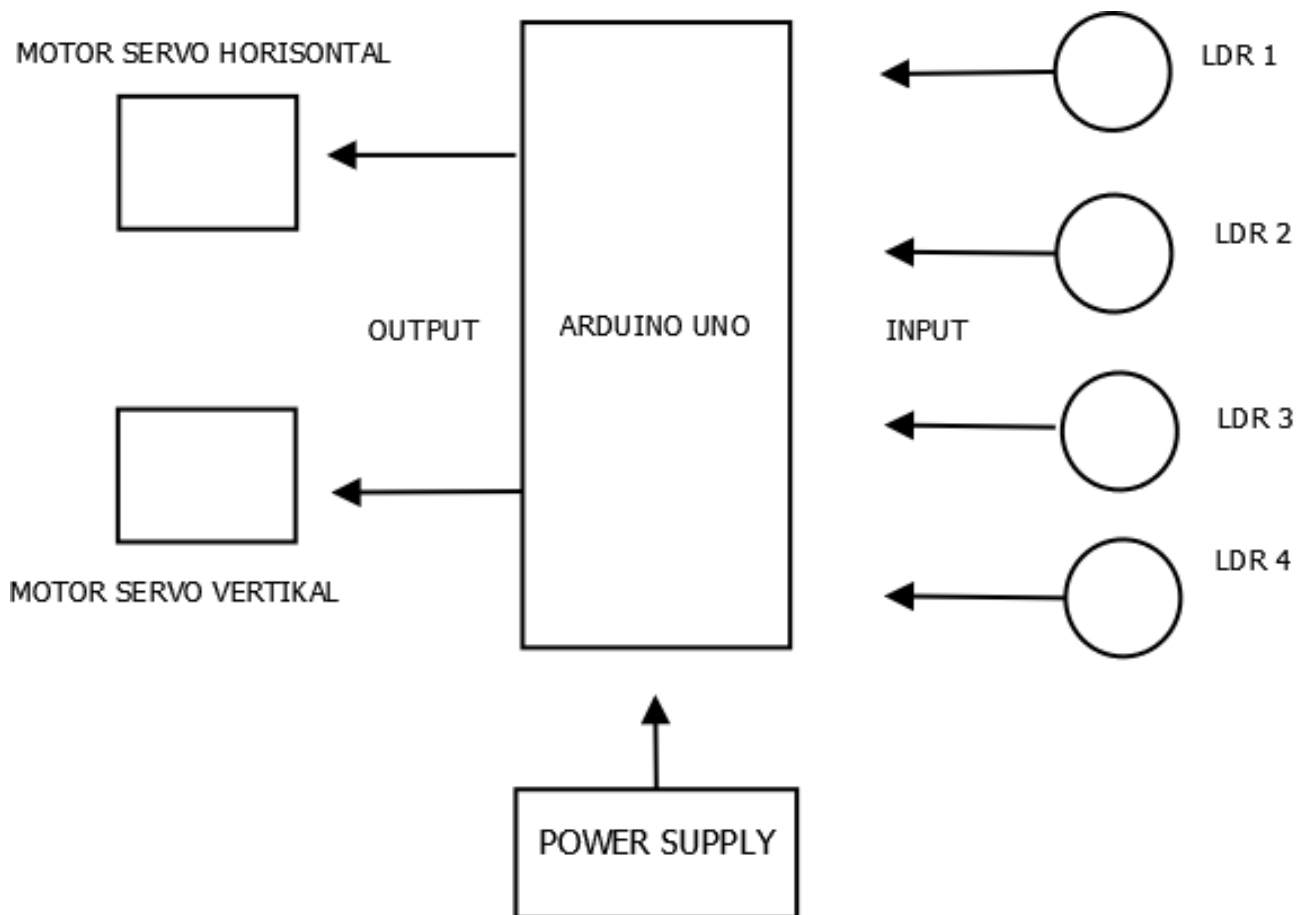 MOTOR SERVO HORISONTAL
LDR 1
LDR 2
OUTPUT
ARDUINO UNO
INPUT
LDR 3
LDR 4
MOTOR SERVO VERTIKAL
POWER SUPPLY